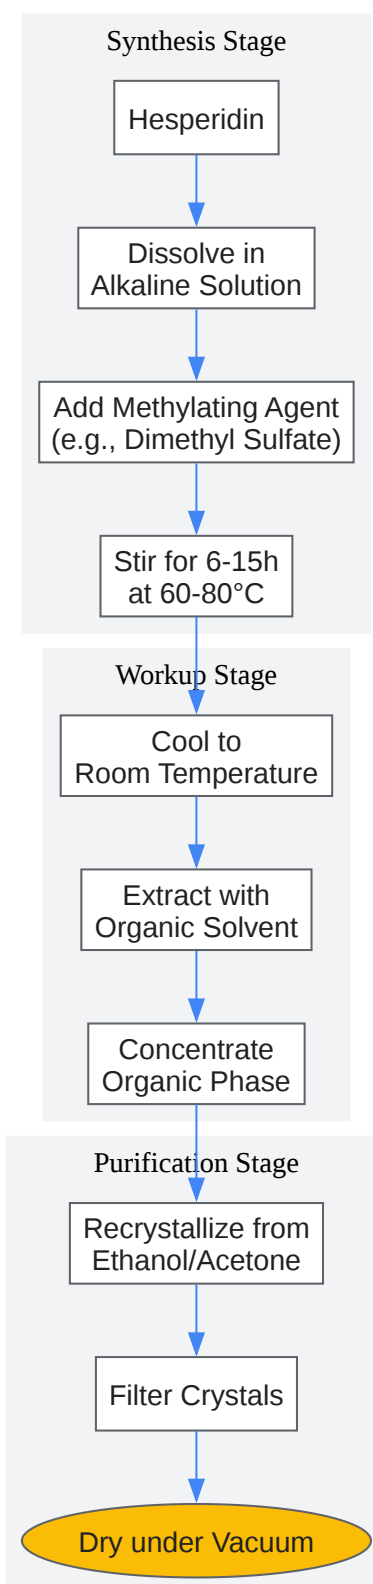 Synthesis Stage
Hesperidin
Dissolve in
Alkaline Solution
Add Methylating Agent
(e.g., Dimethyl Sulfate)
Stir for 6-15h
at 60-80°C
Workup Stage
Cool to
Room Temperature
Extract with
Organic Solvent
Concentrate
Organic Phase
Purification Stage
Recrystallize from
Ethanol/Acetone
Filter Crystals
Dry under Vacuum